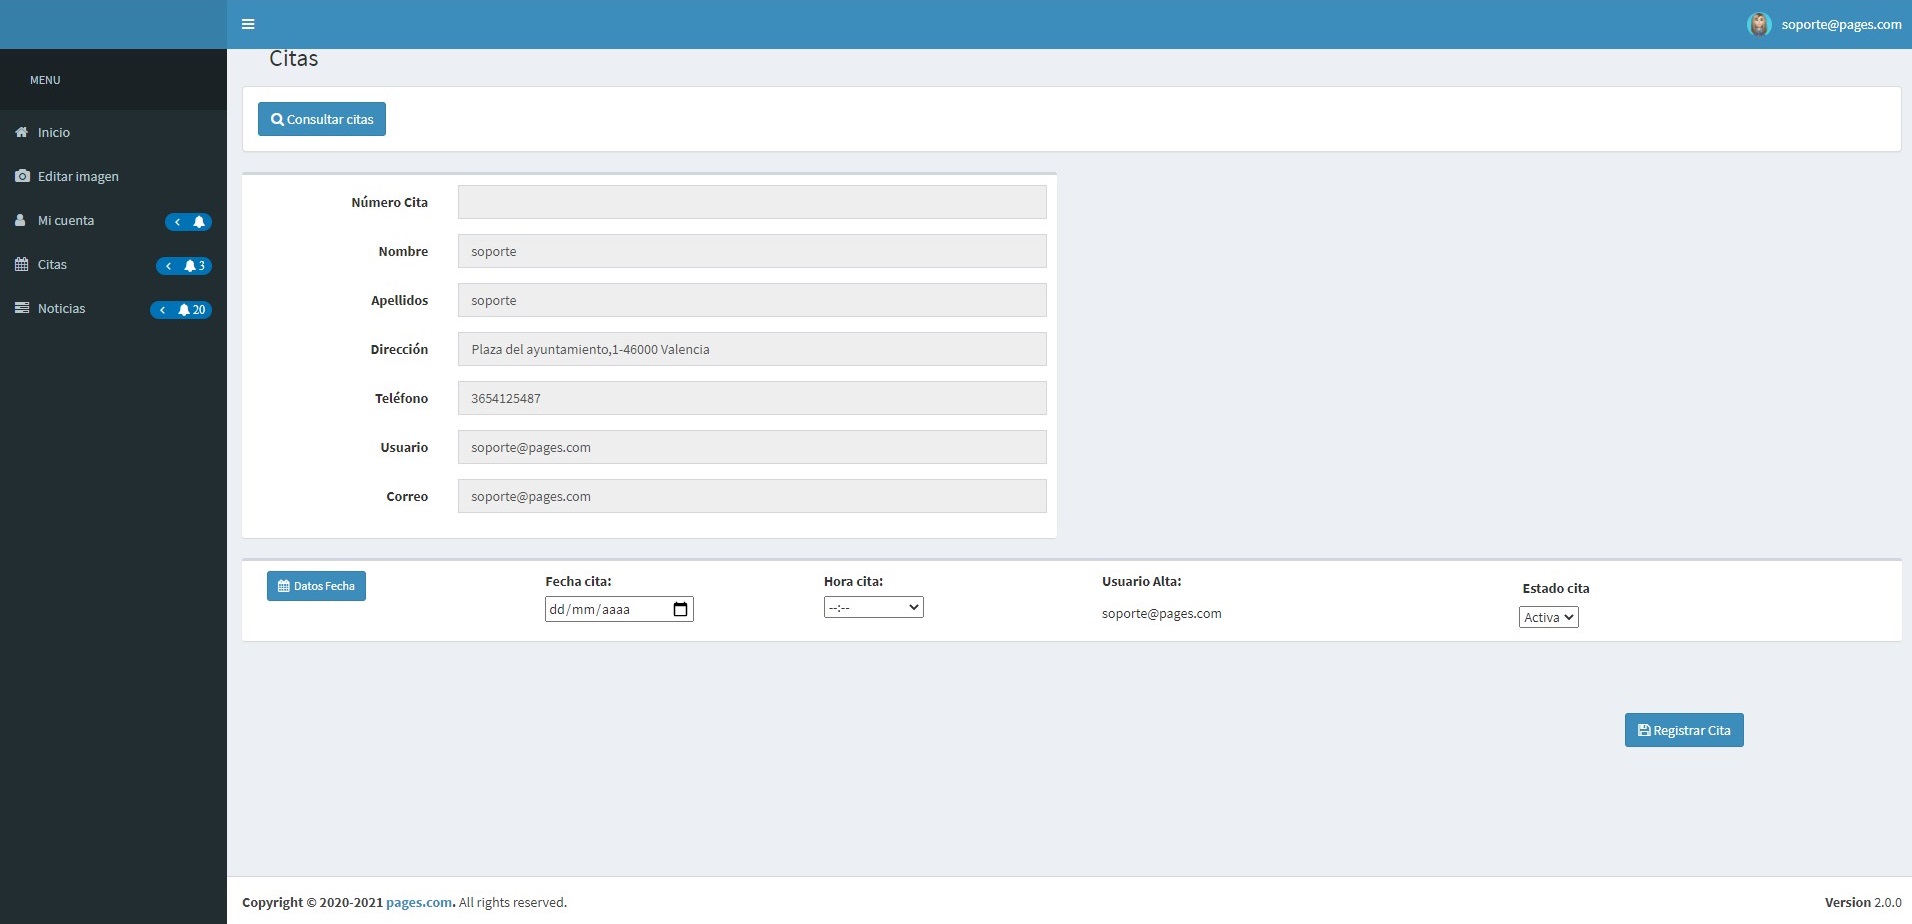 soporte@pages.com
MENU
Inicio
Editar imagen
Mi cuenta
Citas 3
Noticias 20
Citas
Consultar citas
Número Cita
Nombre soporte
Apellidos soporte
Dirección Plaza del ayuntamiento,1-46000 Valencia
Teléfono 3654125487
Usuario soporte@pages.com
Correo soporte@pages.com
Datos Fecha
Fecha cita:
dd/mm/aaaa
Hora cita:
--:--
Usuario Alta:
soporte@pages.com
Estado cita
Activa
Registrar Cita
Copyright © 2020-2021 pages.com. All rights reserved.
Version 2.0.0